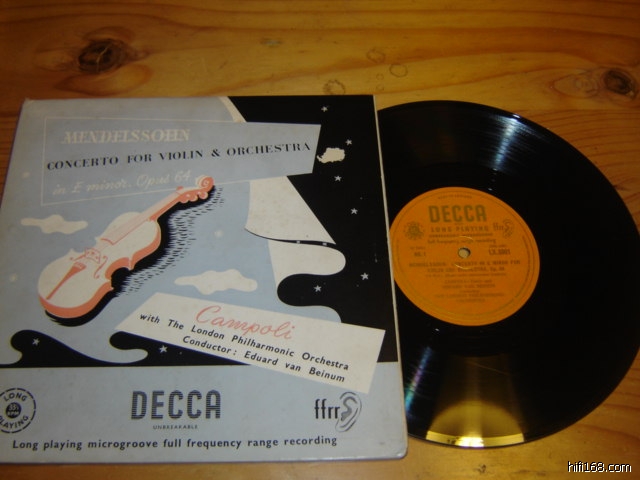 MENDELSSOHN
CONCERTO FOR VIOLIN & ORCHESTRA
in E minor, Opus 64
Campoli
with The London Philharmonic Orchestra
Conductor: Eduard van Beinum
LONG
PLAYING
DECCA
UNBREAKABLE
ffrr
Long playing microgroove full frequency range recording
DECCA
LONG PLAYING
hifi168.com